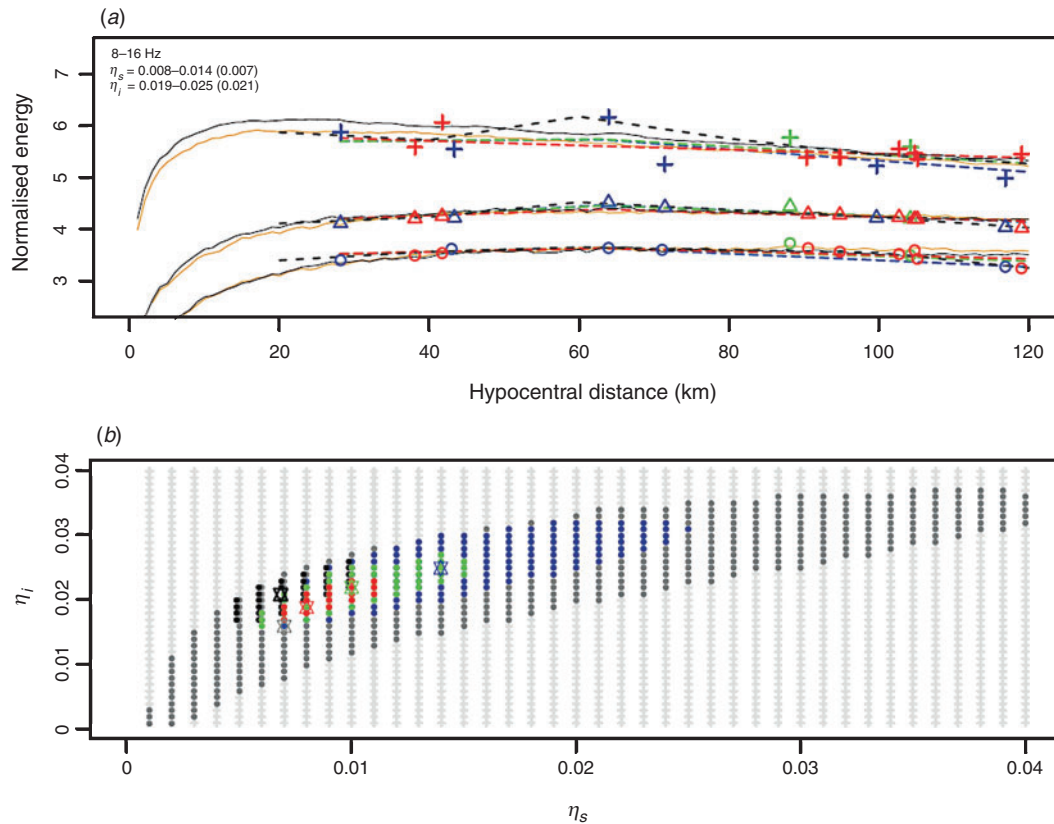 (a)
8–16 Hz
ηs = 0.008–0.014 (0.007)
ηi = 0.019–0.025 (0.021)
Normalised energy
7
6
5
4
3
0 20 40 60 80 100 120
Hypocentral distance (km)
(b)
ηi
0.04
0.03
0.02
0.01
0
0 0.01 0.02 0.03 0.04
ηs